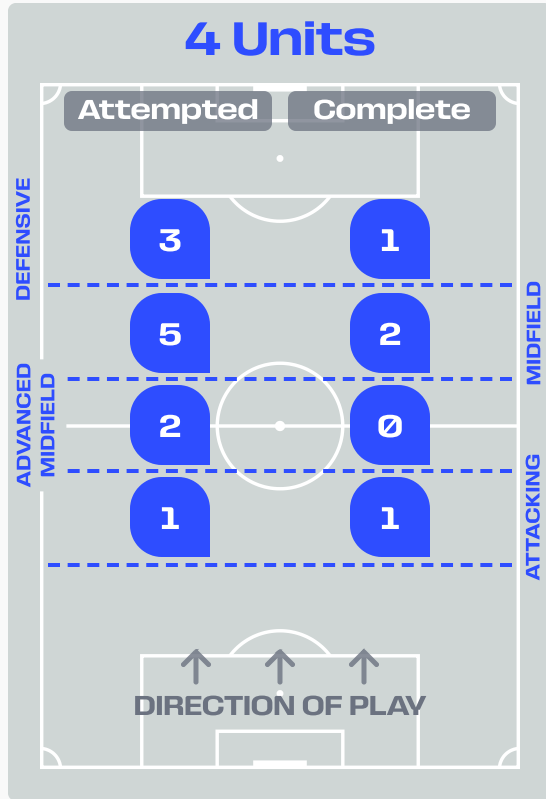 4 Units
Attempted Complete
DEFENSIVE
3 1
MIDFIELD
5 2
ADVANCED
MIDFIELD
2 0
ATTACKING
1 1
DIRECTION OF PLAY